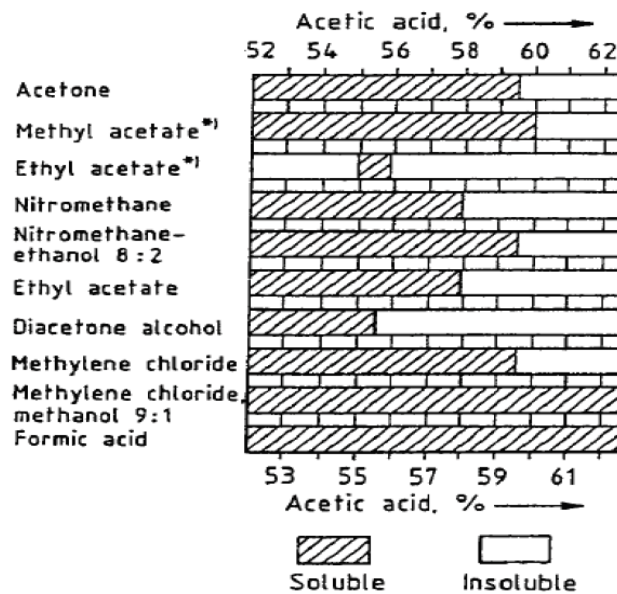 Acetic acid, % ⟶
52 54 56 58 60 62
Acetone
Methyl acetate*)
Ethyl acetate*)
Nitromethane
Nitromethane-
ethanol 8:2
Ethyl acetate
Diacetone alcohol
Methylene chloride
Methylene chloride,
methanol 9:1
Formic acid
53 55 57 59 61
Acetic acid, % ⟶
Soluble Insoluble